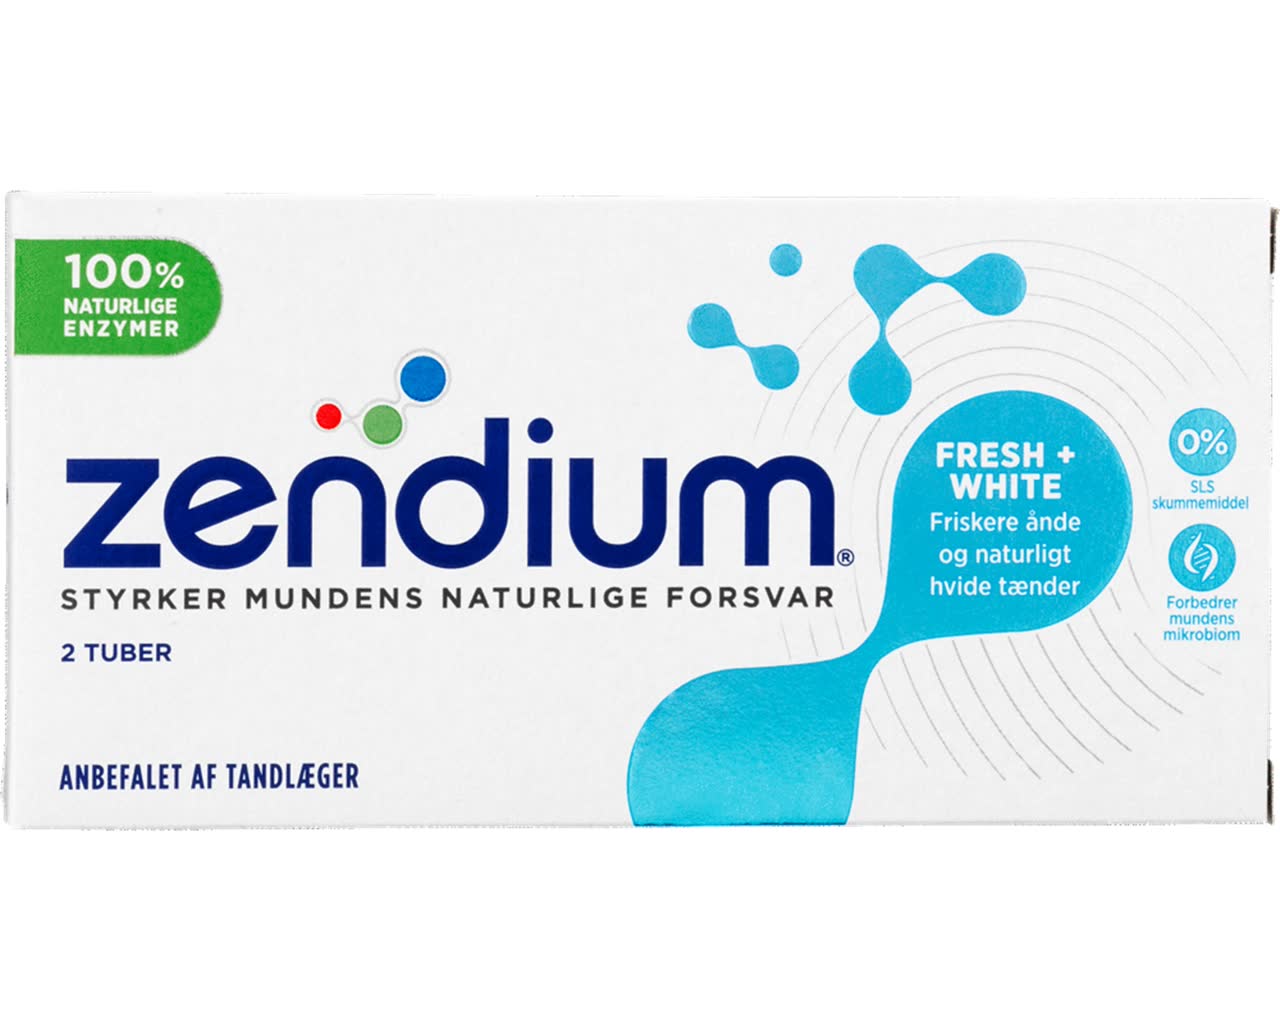 100%
NATURLIGE
ENZYMER
zendium®
STYRKER MUNDENS NATURLIGE FORSVAR
2 TUBER
ANBEFALET AF TANDLÆGER
FRESH +
WHITE
Friskere ånde
og naturligt
hvide tænder
0%
SLS
skummemiddel
Forbedrer
mundens
mikrobiom